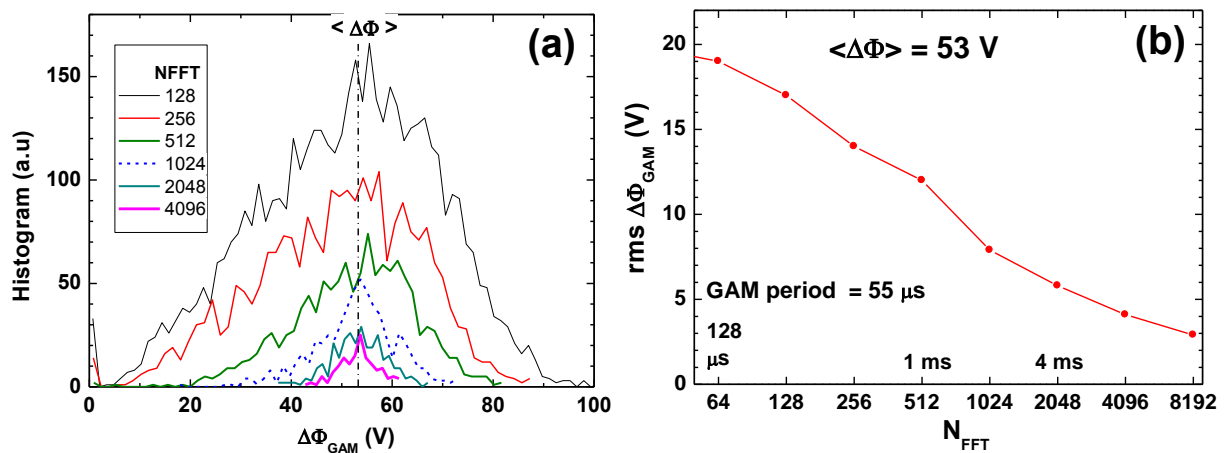 < ΔΦ >
(a)
150
100
50
0
Histogram (a.u)
NFFT
128
256
512
1024
2048
4096
0 20 40 60 80 100
ΔΦGAM (V)
<ΔΦ> = 53 V
(b)
20
15
10
5
0
rms ΔΦGAM (V)
GAM period = 55 μs
128
μs
1 ms
4 ms
64 128 256 512 1024 2048 4096 8192
NFFT